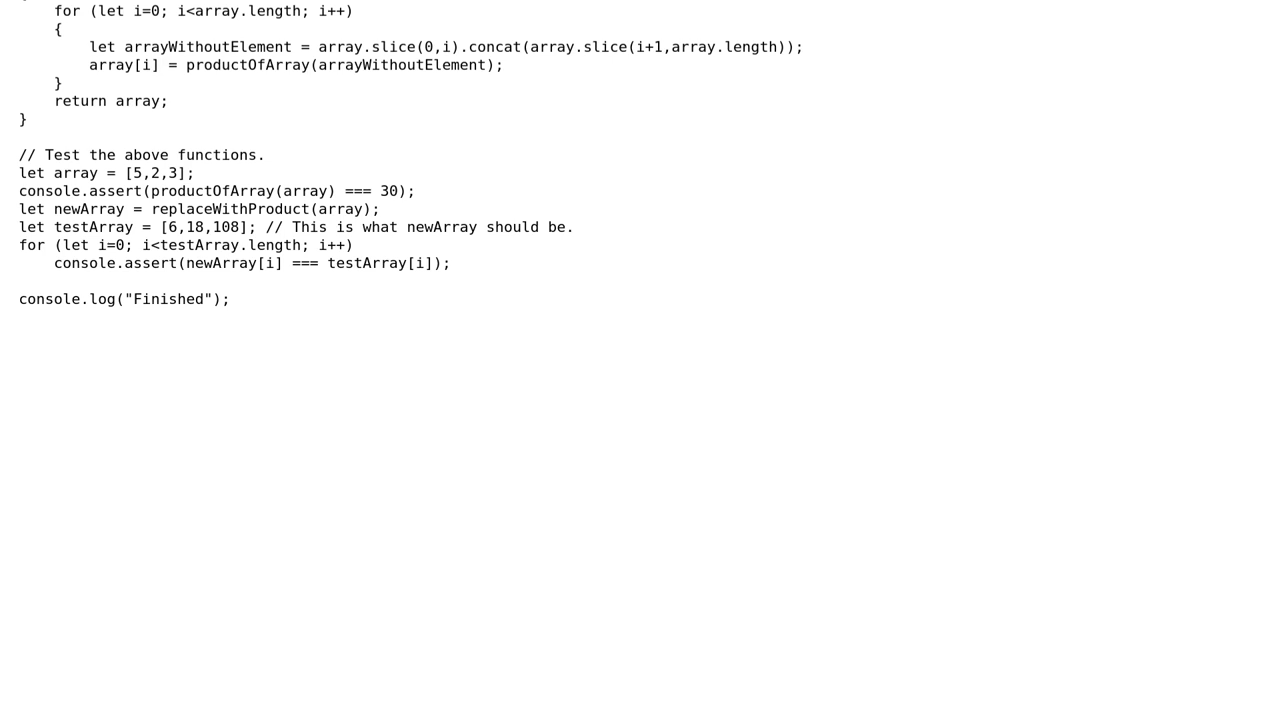 for (let i=0; i<array.length; i++)
    {
        let arrayWithoutElement = array.slice(0,i).concat(array.slice(i+1,array.length));
        array[i] = productOfArray(arrayWithoutElement);
    }
    return array;
}

// Test the above functions.
let array = [5,2,3];
console.assert(productOfArray(array) === 30);
let newArray = replaceWithProduct(array);
let testArray = [6,18,108]; // This is what newArray should be.
for (let i=0; i<testArray.length; i++)
    console.assert(newArray[i] === testArray[i]);

console.log("Finished");